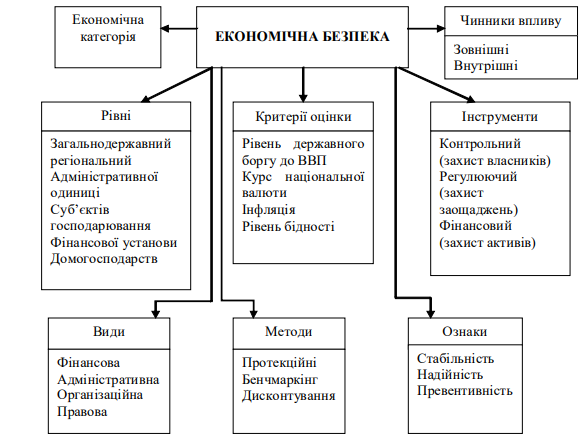 Економічна
категорія
ЕКОНОМІЧНА БЕЗПЕКА
Чинники впливу
Зовнішні
Внутрішні
Рівні
Загальнодержавний
регіональний
Адміністративної
одиниці
Суб’єктів
господарювання
Фінансової установи
Домогосподарств
Критерії оцінки
Рівень державного
боргу до ВВП
Курс національної
валюти
Інфляція
Рівень бідності
Інструменти
Контрольний
(захист власників)
Регулюючий
(захист
заощаджень)
Фінансовий
(захист активів)
Види
Фінансова
Адміністративна
Організаційна
Правова
Методи
Протекційні
Бенчмаркінг
Дисконтування
Ознаки
Стабільність
Надійність
Превентивність